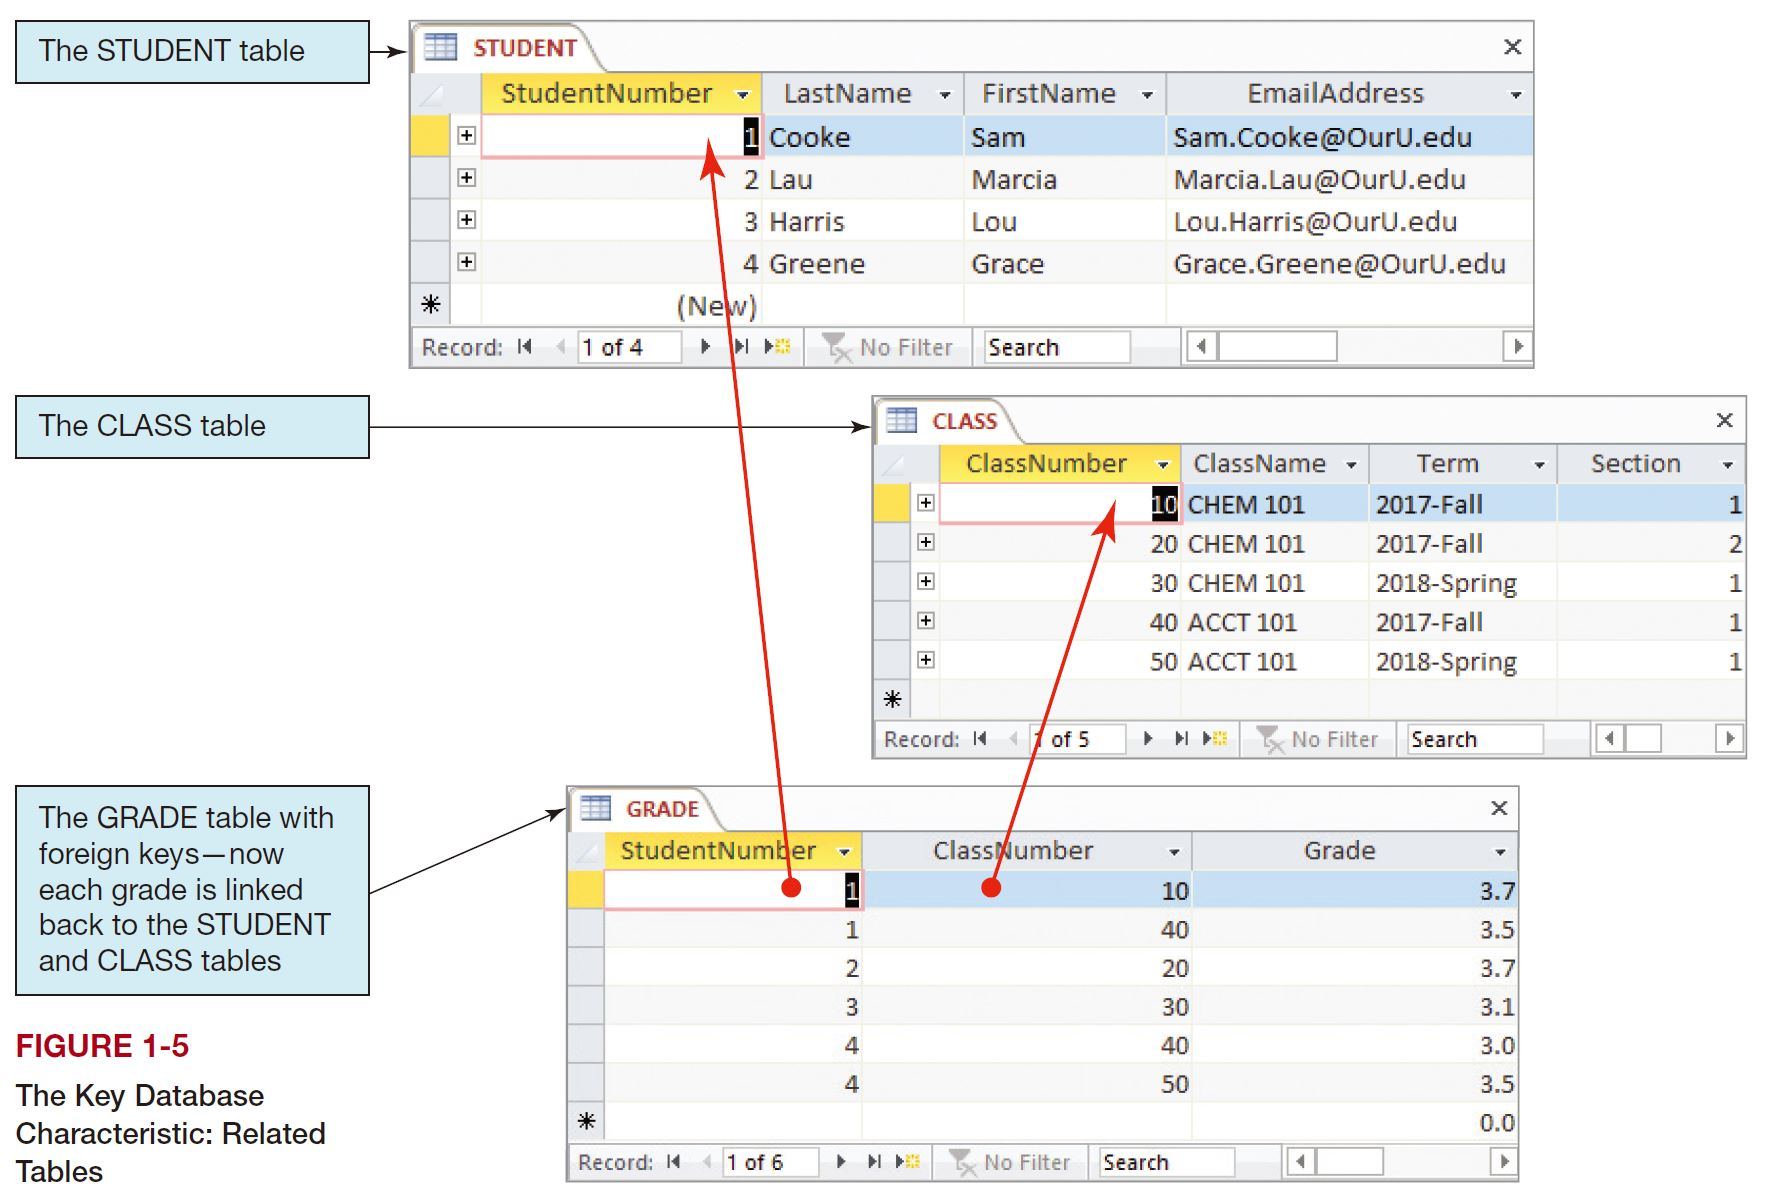 The STUDENT table
STUDENT
StudentNumber LastName FirstName EmailAddress
1 Cooke Sam Sam.Cooke@OurU.edu
2 Lau Marcia Marcia.Lau@OurU.edu
3 Harris Lou Lou.Harris@OurU.edu
4 Greene Grace Grace.Greene@OurU.edu
(New)
Record: 1 of 4 No Filter Search
The CLASS table
CLASS
ClassNumber ClassName Term Section
10 CHEM 101 2017-Fall 1
20 CHEM 101 2017-Fall 2
30 CHEM 101 2018-Spring 1
40 ACCT 101 2017-Fall 1
50 ACCT 101 2018-Spring 1
Record: 1 of 5 No Filter Search
The GRADE table with
foreign keys—now
each grade is linked
back to the STUDENT
and CLASS tables
GRADE
StudentNumber ClassNumber Grade
1 10 3.7
1 40 3.5
2 20 3.7
3 30 3.1
4 40 3.0
4 50 3.5
0.0
Record: 1 of 6 No Filter Search
FIGURE 1-5
The Key Database
Characteristic: Related
Tables